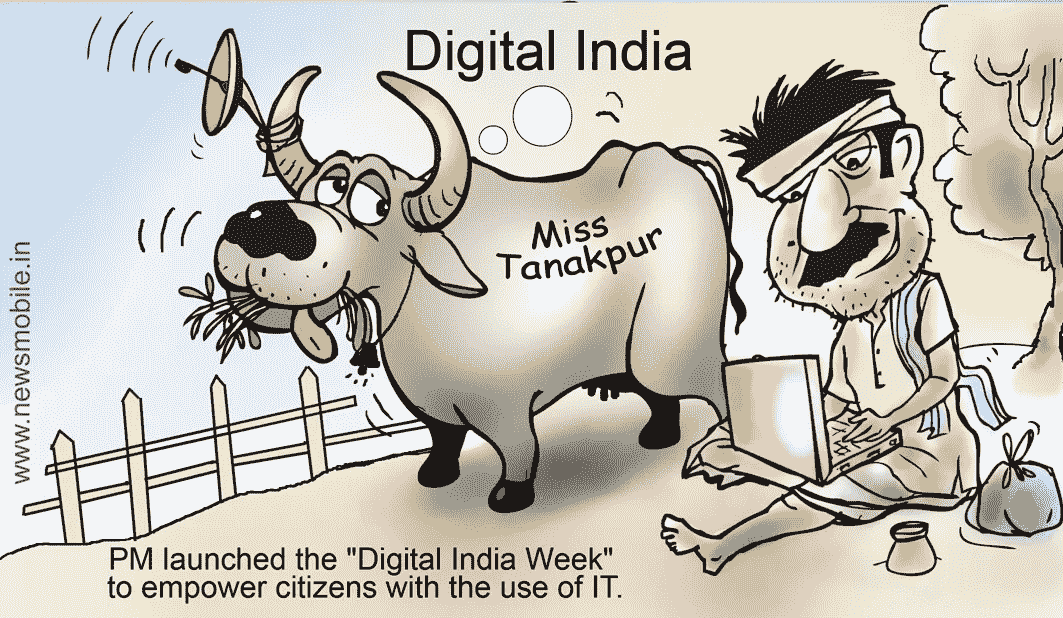 Digital India
Miss
Tanakpur
www.newsmobile.in
PM launched the "Digital India Week"
to empower citizens with the use of IT.